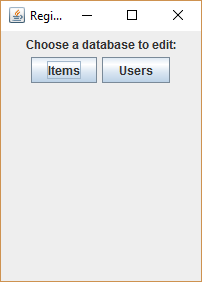 Regi...
Choose a database to edit:
Items Users